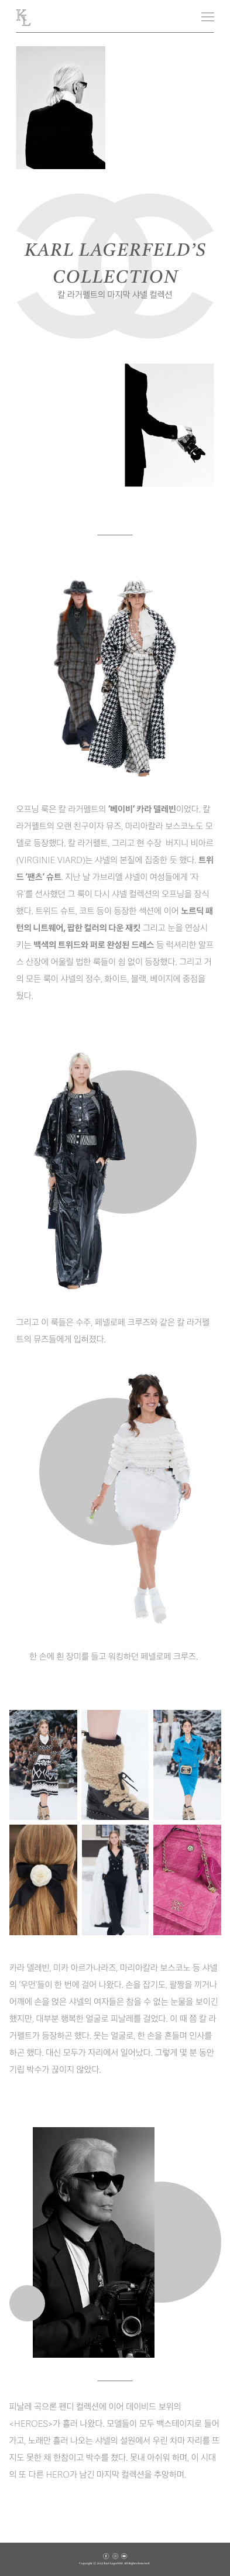 KL
KARL LAGERFELD'S
COLLECTION
칼 라거펠트의 마지막 샤넬 컬렉션
오프닝 룩은 칼 라거펠트의 '베이비' 카라 델레빈이었다. 칼
라거펠트의 오랜 친구이자 뮤즈, 마리아칼라 보스코노도 모
델로 등장했다. 칼 라거펠트, 그리고 현 수장 버지니 비아르
(VIRGINIE VIARD)는 샤넬의 본질에 집중한 듯 했다. 트위
드 '팬츠' 슈트. 지난 날 가브리엘 샤넬이 여성들에게 '자
유'를 선사했던 그 룩이 다시 샤넬 컬렉션의 오프닝을 장식
했다. 트위드 슈트, 코트 등이 등장한 섹션에 이어 노르딕 패
턴의 니트웨어, 팝한 컬러의 다운 재킷 그리고 눈을 연상시
키는 백색의 트위드와 퍼로 완성된 드레스 등 럭셔리한 알프
스 산장에 어울릴 법한 룩들이 쉼 없이 등장했다. 그리고 거
의 모든 룩이 샤넬의 정수, 화이트, 블랙, 베이지에 중점을
뒀다.
그리고 이 룩들은 수주, 페넬로페 크루즈와 같은 칼 라거펠
트의 뮤즈들에게 입혀졌다.
한 손에 흰 장미를 들고 워킹하던 페넬로페 크루즈.
카라 델레빈, 미카 아르가나라즈, 마리아칼라 보스코노 등 샤넬
의 '우먼'들이 한 번에 걸어 나왔다. 손을 잡기도, 팔짱을 끼거나
어깨에 손을 얹은 샤넬의 여자들은 참을 수 없는 눈물을 보이긴
했지만, 대부분 행복한 얼굴로 피날레를 걸었다. 이 때 쯤 칼 라
거펠트가 등장하곤 했다. 웃는 얼굴로, 한 손을 흔들며 인사를
하곤 했다. 대신 모두가 자리에서 일어났다. 그렇게 몇 분 동안
기립 박수가 끊이지 않았다.
피날레 곡으론 펜디 컬렉션에 이어 데이비드 보위의
<HEROES>가 흘러 나왔다. 모델들이 모두 백스테이지로 들어
가고, 노래만 흘러 나오는 샤넬의 설원에서 우린 차마 자리를 뜨
지도 못한 채 한참이고 박수를 쳤다. 못내 아쉬워 하며, 이 시대
의 또 다른 HERO가 남긴 마지막 컬렉션을 추앙하며.